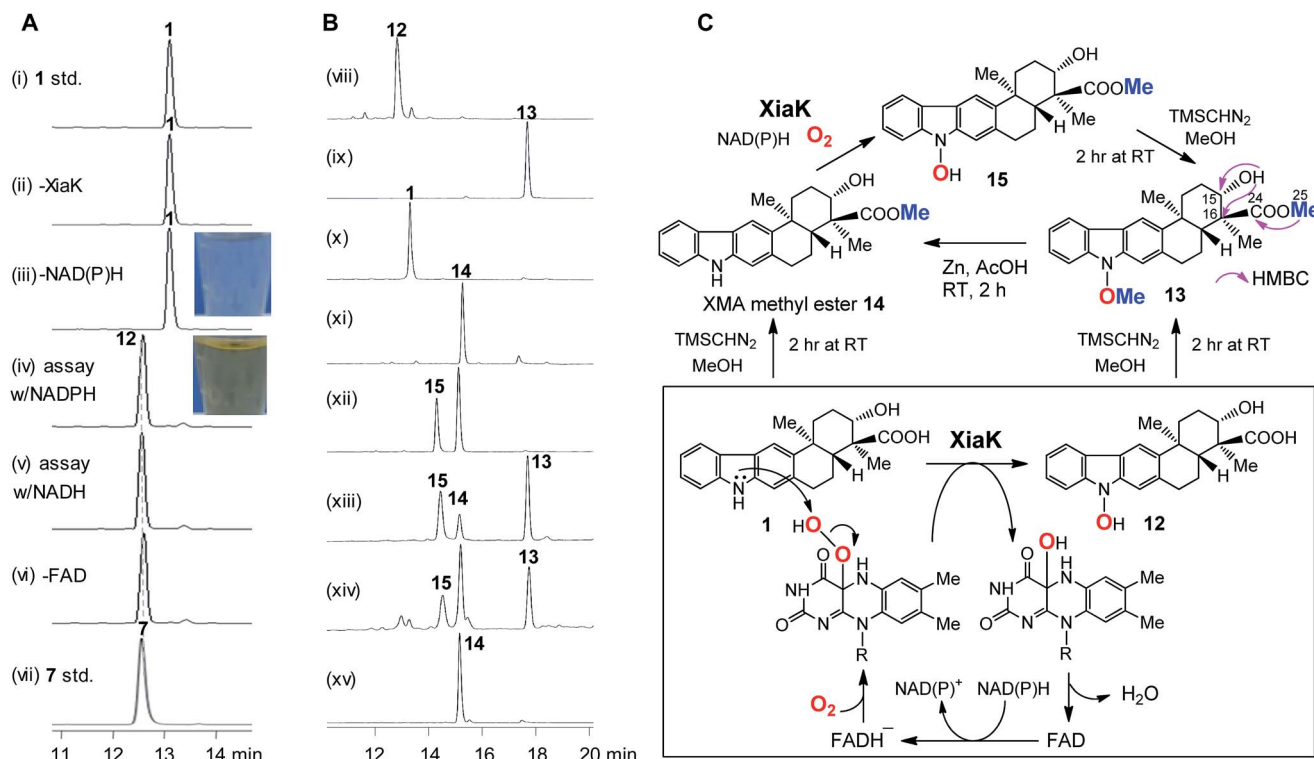 A
1
(i) 1 std.
1
(ii) -XiaK
1
(iii)-NAD(P)H
12
(iv) assay
w/NADPH
(v) assay
w/NADH
(vi) -FAD
7
(vii) 7 std.
11 12 13 14 min
B
12
(viii)
13
(ix)
1
(x)
14
(xi)
15
(xii)
13
15
14
(xiii)
13
15
(xiv)
14
(xv)
12 14 16 18 20 min
C
OH
Me
COOMe
Me
H
N
OH
15
XiaK
NAD(P)H O2
TMSCHN2
MeOH
2 hr at RT
OH
Me
COOMe
Me
H
N
H
XMA methyl ester 14
Zn, AcOH
RT, 2 h
OH
15
24
25
Me
16
COOMe
Me
H
N
OMe
13
HMBC
TMSCHN2
MeOH
2 hr at RT
TMSCHN2
MeOH
2 hr at RT
OH
Me
COOH
Me
H
N
H
1
XiaK
OH
Me
COOH
Me
H
N
OH
12
HO
O
O
H
N
NH
Me
Me
O
N
N
R
OH
O
H
N
NH
Me
Me
O
N
N
R
O2
NAD(P)+
NAD(P)H
H2O
FADH−
FAD